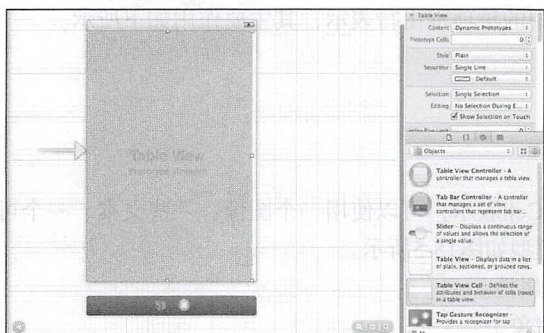 Table View
Prototype Content
Table View
Content Dynamic Prototypes
Prototype Cells 0
Style Plain
Separator Single Line
Default
Selection Single Selection
Editing No Selection During E...
Show Selection on Touch
Objects
Table View Controller - A
controller that manages a table view.
Tab Bar Controller - A controller
that manages a set of view
controllers that represent tab bar...
Slider - Displays a continuous range
of values and allows the selection of
a single value.
Table View - Displays data in a list
of plain, sectioned, or grouped rows.
Table View Cell - Defines the
attributes and behavior of cells (rows)
in a table view.
Tap Gesture Recognizer -
Provides a recognizer for tap